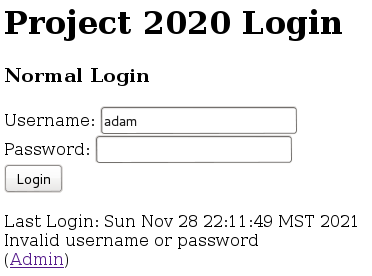 Project 2020 Login
Normal Login
Username: adam
Password:
Login
Last Login: Sun Nov 28 22:11:49 MST 2021
Invalid username or password
(Admin)